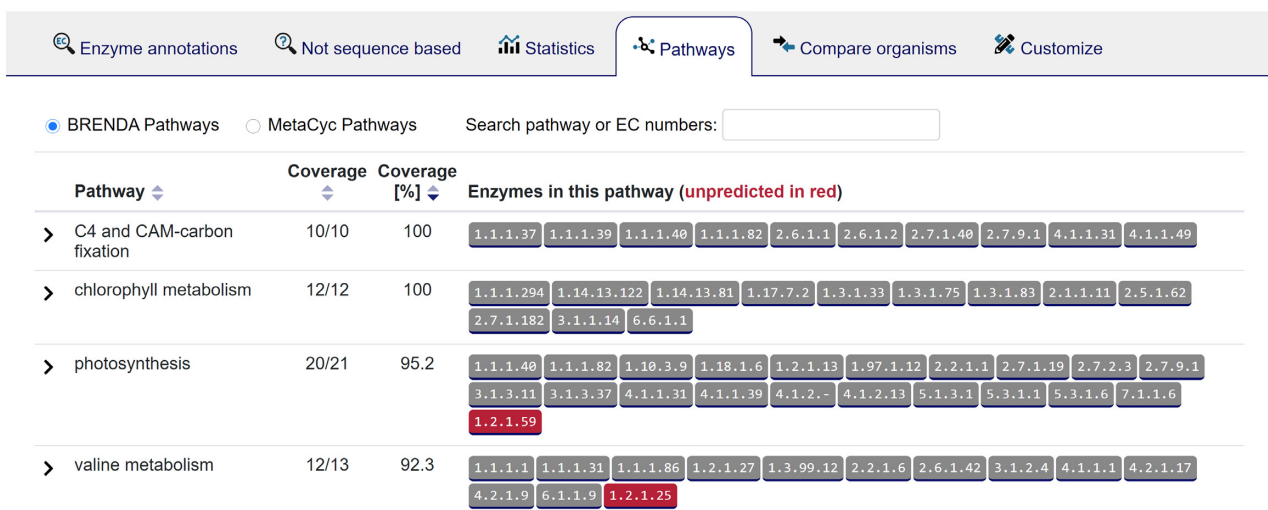 EC Enzyme annotations ? Not sequence based Statistics Pathways Compare organisms Customize
BRENDA Pathways MetaCyc Pathways Search pathway or EC numbers:
Pathway Coverage Coverage [%] Enzymes in this pathway (unpredicted in red)
C4 and CAM-carbon fixation 10/10 100 1.1.1.37 1.1.1.39 1.1.1.40 1.1.1.82 2.6.1.1 2.6.1.2 2.7.1.40 2.7.9.1 4.1.1.31 4.1.1.49
chlorophyll metabolism 12/12 100 1.1.1.294 1.14.13.122 1.14.13.81 1.17.7.2 1.3.1.33 1.3.1.75 1.3.1.83 2.1.1.11 2.5.1.62
2.7.1.182 3.1.1.14 6.6.1.1
photosynthesis 20/21 95.2 1.1.1.40 1.1.1.82 1.10.3.9 1.18.1.6 1.2.1.13 1.97.1.12 2.2.1.1 2.7.1.19 2.7.2.3 2.7.9.1
3.1.3.11 3.1.3.37 4.1.1.31 4.1.1.39 4.1.2.- 4.1.2.13 5.1.3.1 5.3.1.1 5.3.1.6 7.1.1.6
1.2.1.59
valine metabolism 12/13 92.3 1.1.1.1 1.1.1.31 1.1.1.86 1.2.1.27 1.3.99.12 2.2.1.6 2.6.1.42 3.1.2.4 4.1.1.1 4.2.1.17
4.2.1.9 6.1.1.9 1.2.1.25